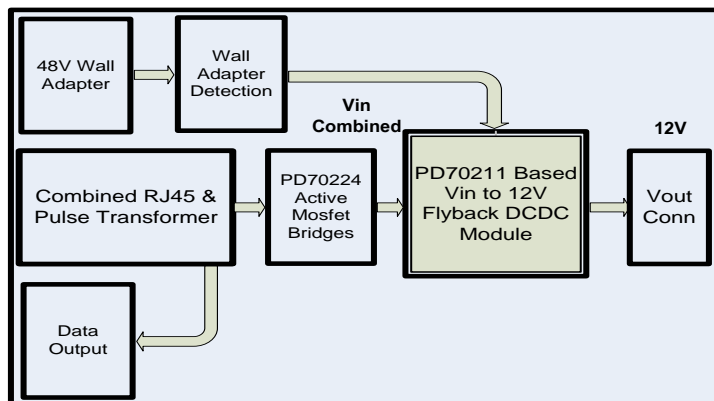 48V Wall
Adapter
Wall
Adapter
Detection
Vin
Combined
12V
Combined RJ45 &
Pulse Transformer
PD70224
Active
Mosfet
Bridges
PD70211 Based
Vin to 12V
Flyback DCDC
Module
Vout
Conn
Data
Output